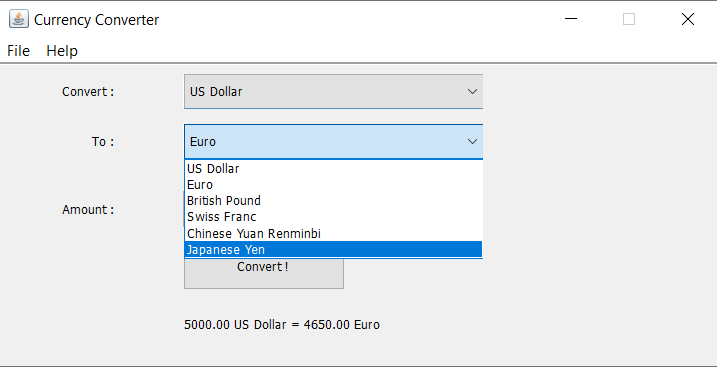 Currency Converter
File Help
Convert :
US Dollar
To :
Euro
US Dollar
Euro
British Pound
Swiss Franc
Chinese Yuan Renminbi
Japanese Yen
Amount :
Convert !
5000.00 US Dollar = 4650.00 Euro